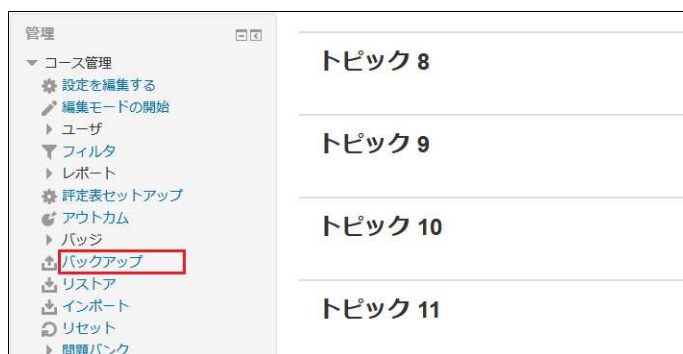 管理
コース管理
設定を編集する
編集モードの開始
ユーザ
フィルタ
レポート
評定表セットアップ
アウトカム
バッジ
バックアップ
リストア
インポート
リセット
問題バンク
トピック 8
トピック 9
トピック 10
トピック 11